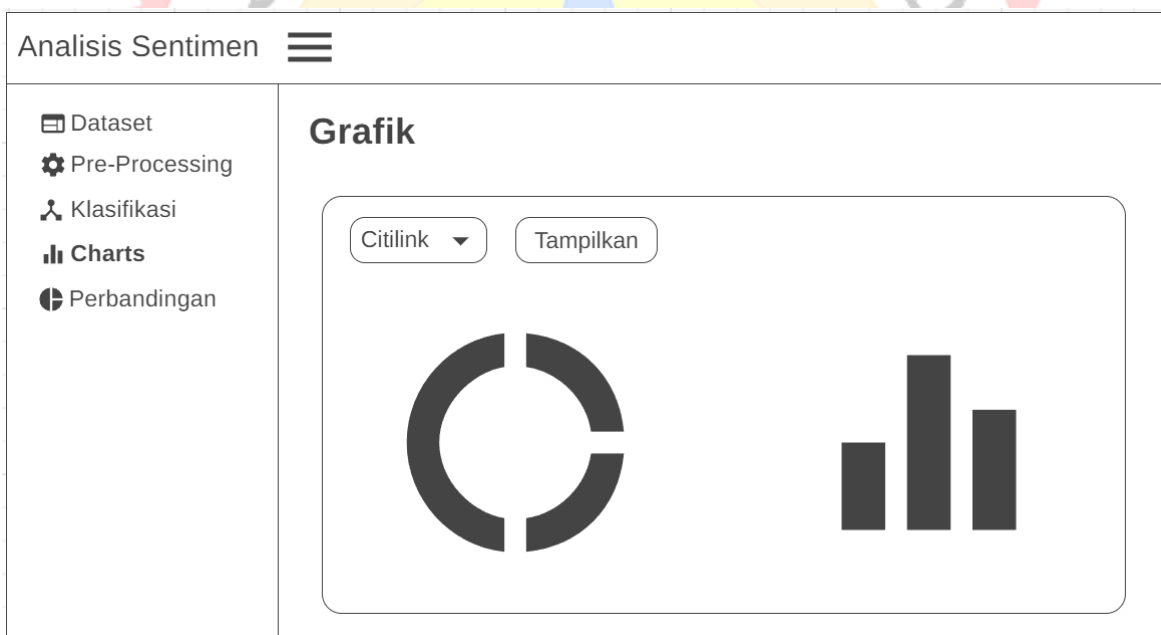 Analisis Sentimen
Dataset
Pre-Processing
Klasifikasi
Charts
Perbandingan
Grafik
Citilink
Tampilkan